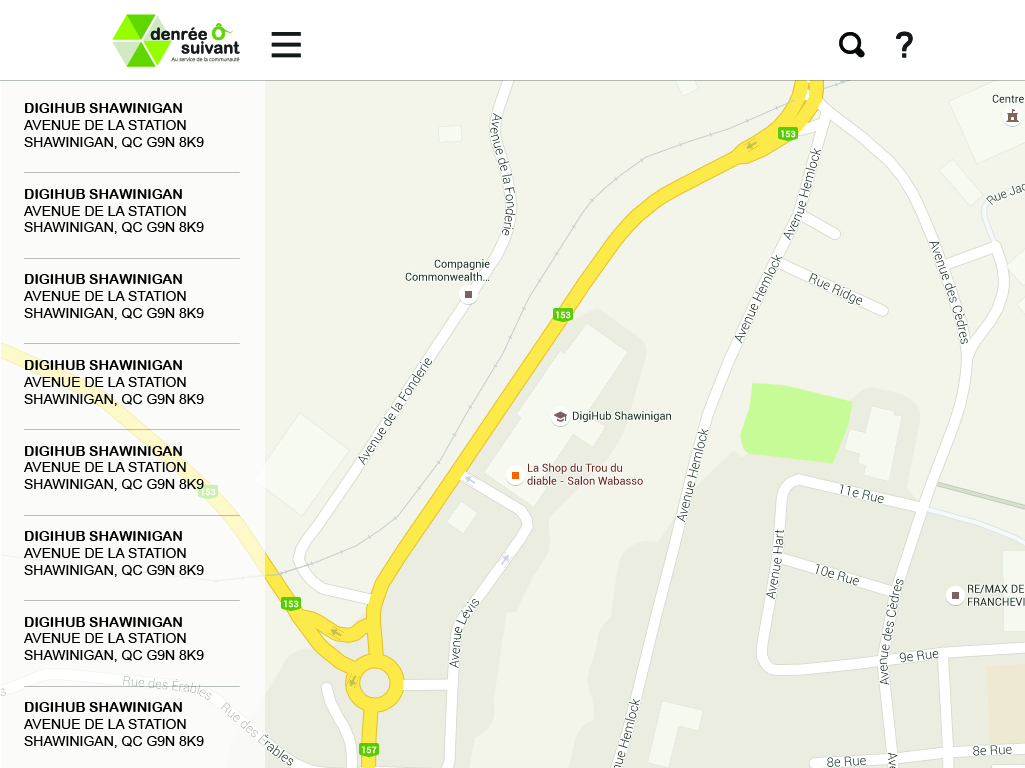 denrée Ô
suivant
Au service de la communauté
?
DIGIHUB SHAWINIGAN
AVENUE DE LA STATION
SHAWINIGAN, QC G9N 8K9
DIGIHUB SHAWINIGAN
AVENUE DE LA STATION
SHAWINIGAN, QC G9N 8K9
DIGIHUB SHAWINIGAN
AVENUE DE LA STATION
SHAWINIGAN, QC G9N 8K9
DIGIHUB SHAWINIGAN
AVENUE DE LA STATION
SHAWINIGAN, QC G9N 8K9
DIGIHUB SHAWINIGAN
AVENUE DE LA STATION
SHAWINIGAN, QC G9N 8K9
DIGIHUB SHAWINIGAN
AVENUE DE LA STATION
SHAWINIGAN, QC G9N 8K9
DIGIHUB SHAWINIGAN
AVENUE DE LA STATION
SHAWINIGAN, QC G9N 8K9
DIGIHUB SHAWINIGAN
AVENUE DE LA STATION
SHAWINIGAN, QC G9N 8K9
153
Rue des Érables
Rue des Érables
Centre
153
Avenue de la Fonderie
Avenue Hemlock
Rue Jac
Compagnie
Commonwealth...
Avenue Hemlock
Rue Ridge
Avenue des Cèdres
153
Avenue de la Fonderie
DigiHub Shawinigan
La Shop du Trou du
diable - Salon Wabasso
Avenue Hemlock
11e Rue
Avenue Hart
10e Rue
RE/MAX DE
FRANCHEVI
153
Avenue Lévis
Avenue des Cèdres
9e Rue
Avenue Hemlock
157
8e Rue
8e Rue
Av